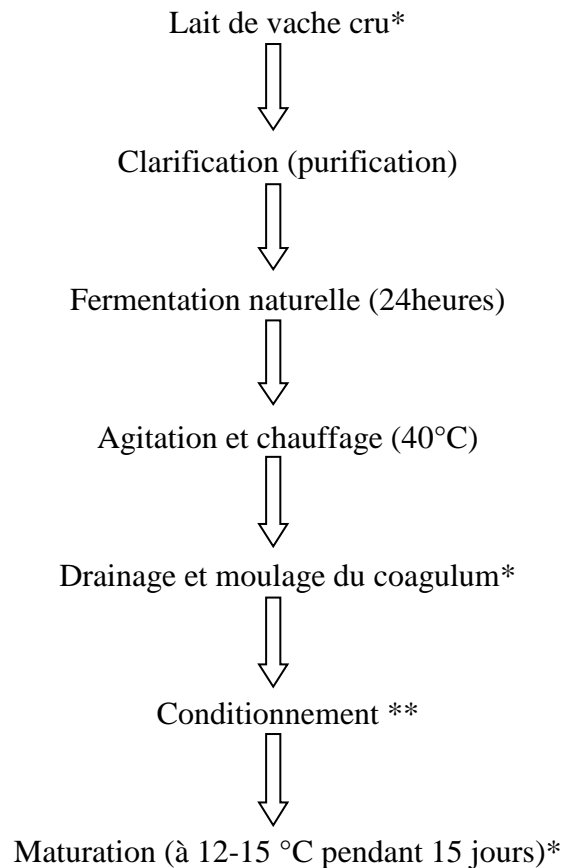 Lait de vache cru*
Clarification (purification)
Fermentation naturelle (24heures)
Agitation et chauffage (40°C)
Drainage et moulage du coagulum*
Conditionnement **
Maturation (à 12-15 °C pendant 15 jours)*